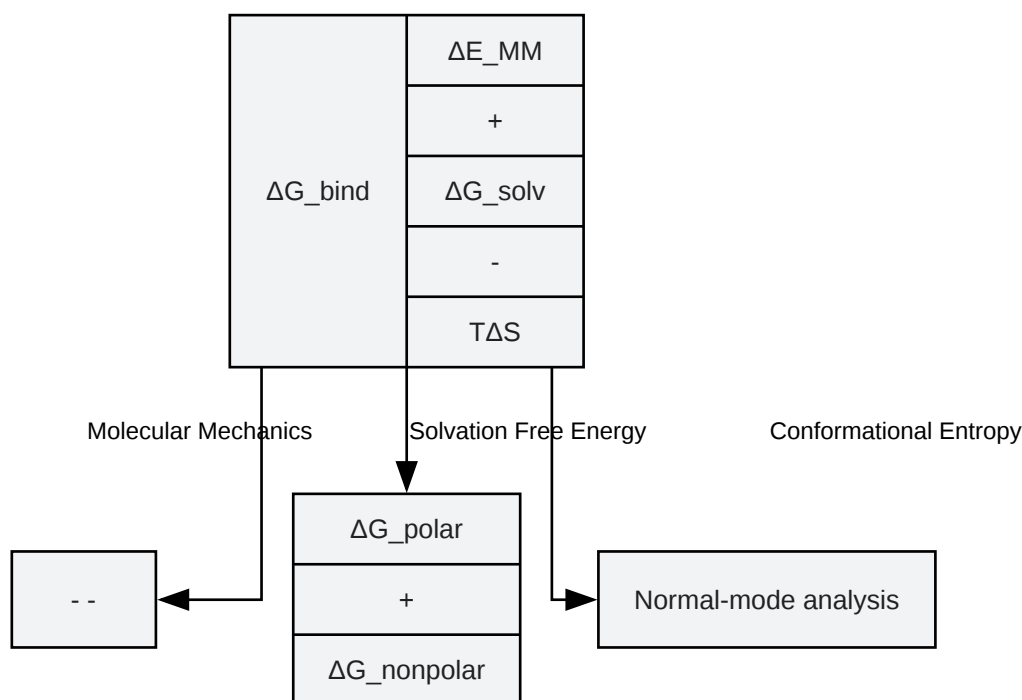 ΔG_bind
ΔE_MM
+
ΔG_solv
-
TΔS
Molecular Mechanics
Solvation Free Energy
Conformational Entropy
- -
ΔG_polar
+
ΔG_nonpolar
Normal-mode analysis